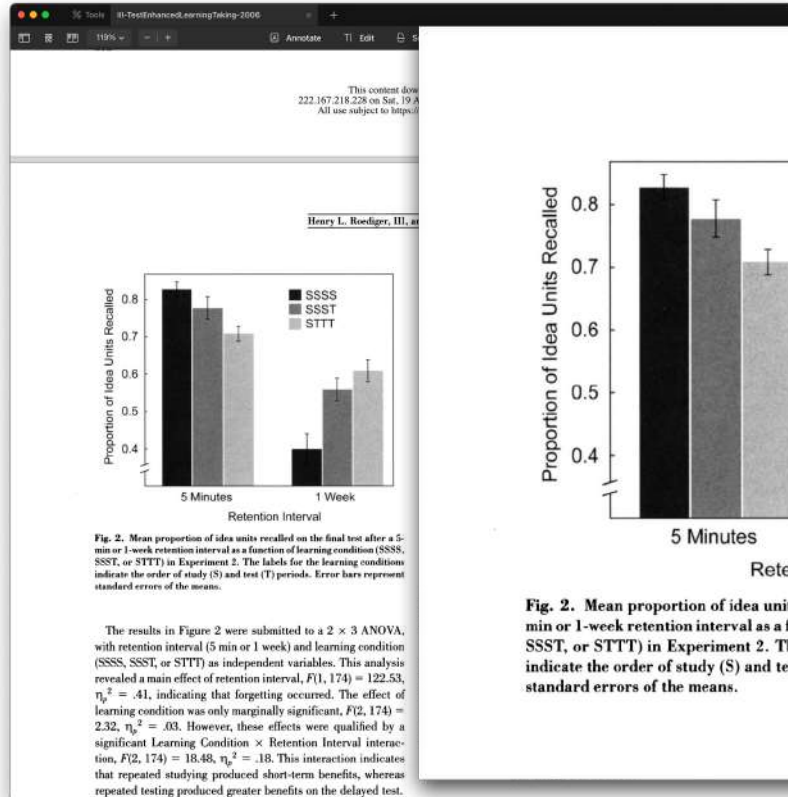 Tools
III-TestEnhancedLearningTaking-2006
119%
Annotate
TI Edit
This content dow
222.167.218.228 on Sat, 19 A
All use subject to https:/
Henry L. Roediger, III, an
Proportion of Idea Units Recalled
0.8
0.7
0.6
0.5
0.4
SSSS
SSST
STTT
5 Minutes
1 Week
Retention Interval
Fig. 2. Mean proportion of idea units recalled on the final test after a 5-
min or 1-week retention interval as a function of learning condition (SSSS,
SSST, or STTT) in Experiment 2. The labels for the learning conditions
indicate the order of study (S) and test (T) periods. Error bars represent
standard errors of the means.
The results in Figure 2 were submitted to a 2 × 3 ANOVA,
with retention interval (5 min or 1 week) and learning condition
(SSSS, SSST, or STTT) as independent variables. This analysis
revealed a main effect of retention interval, F(1, 174) = 122.53,
ηp² = .41, indicating that forgetting occurred. The effect of
learning condition was only marginally significant, F(2, 174) =
2.32, ηp² = .03. However, these effects were qualified by a
significant Learning Condition × Retention Interval interac-
tion, F(2, 174) = 18.48, ηp² = .18. This interaction indicates
that repeated studying produced short-term benefits, whereas
repeated testing produced greater benefits on the delayed test.
Proportion of Idea Units Recalled
0.8
0.7
0.6
0.5
0.4
5 Minutes
Rete
Fig. 2. Mean proportion of idea unit
min or 1-week retention interval as a f
SSST, or STTT) in Experiment 2. Th
indicate the order of study (S) and te
standard errors of the means.